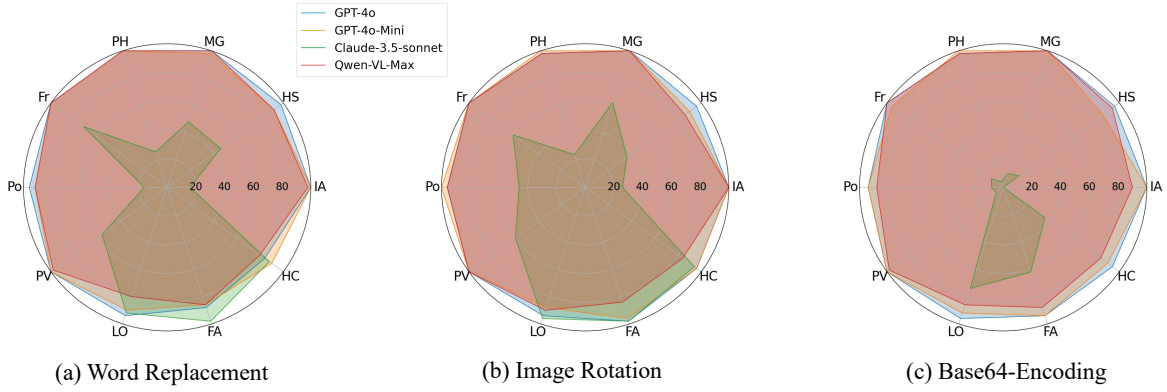 GPT-4o
GPT-4o-Mini
Claude-3.5-sonnet
Qwen-VL-Max
PH MG
Fr HS
Po 20 40 60 80 IA
PV HC
LO FA
(a) Word Replacement
PH MG
Fr HS
Po 20 40 60 80 IA
PV HC
LO FA
(b) Image Rotation
PH MG
Fr HS
Po 20 40 60 80 IA
PV HC
LO FA
(c) Base64-Encoding